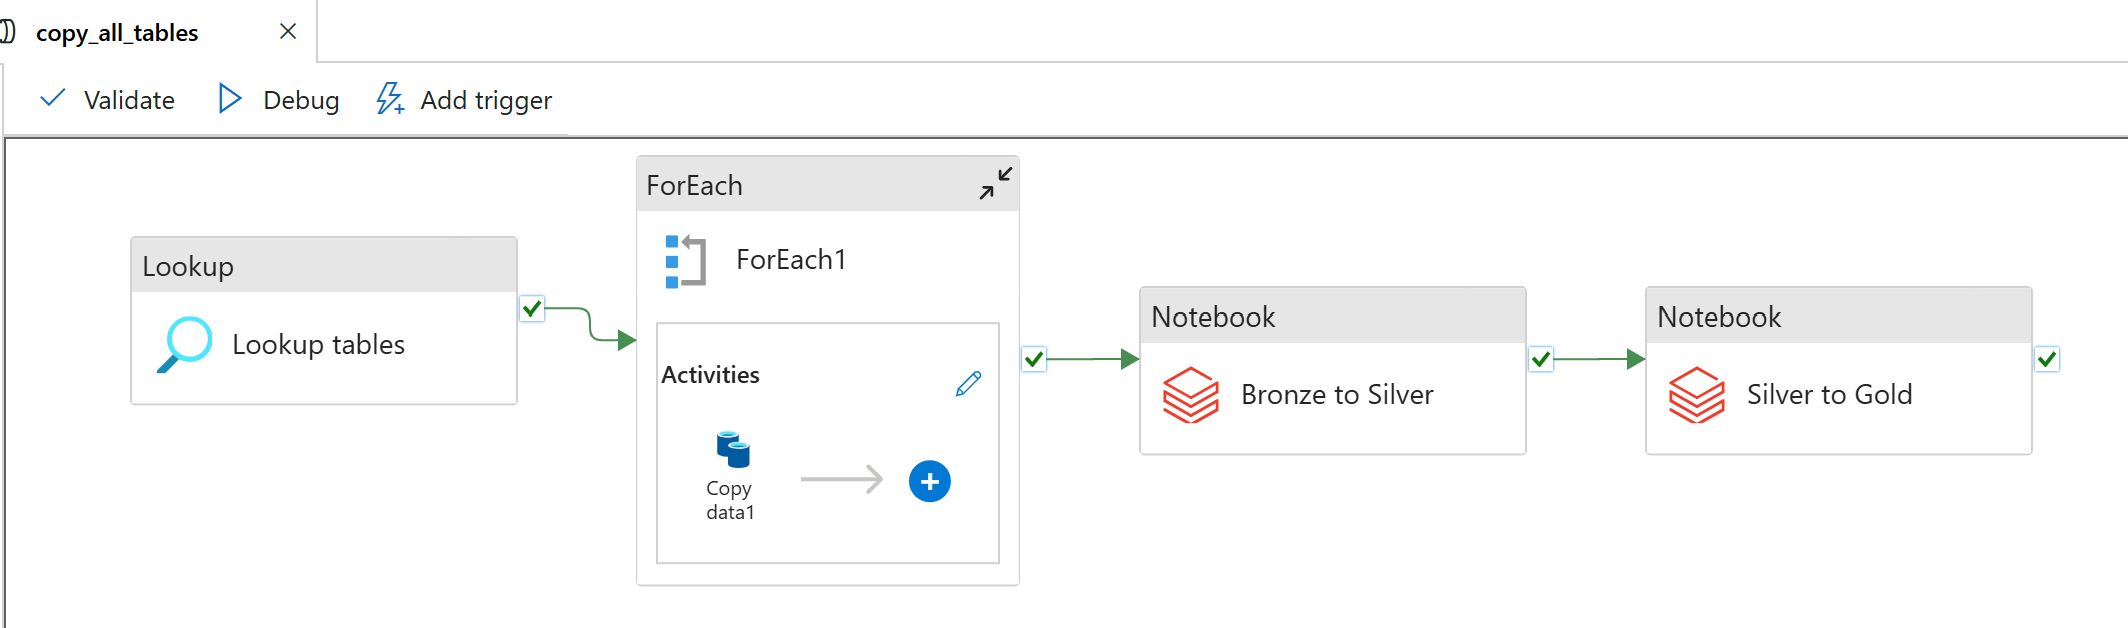 copy_all_tables
Validate
Debug
Add trigger
Lookup
Lookup tables
ForEach
ForEach1
Activities
Copy
data1
Notebook
Bronze to Silver
Notebook
Silver to Gold